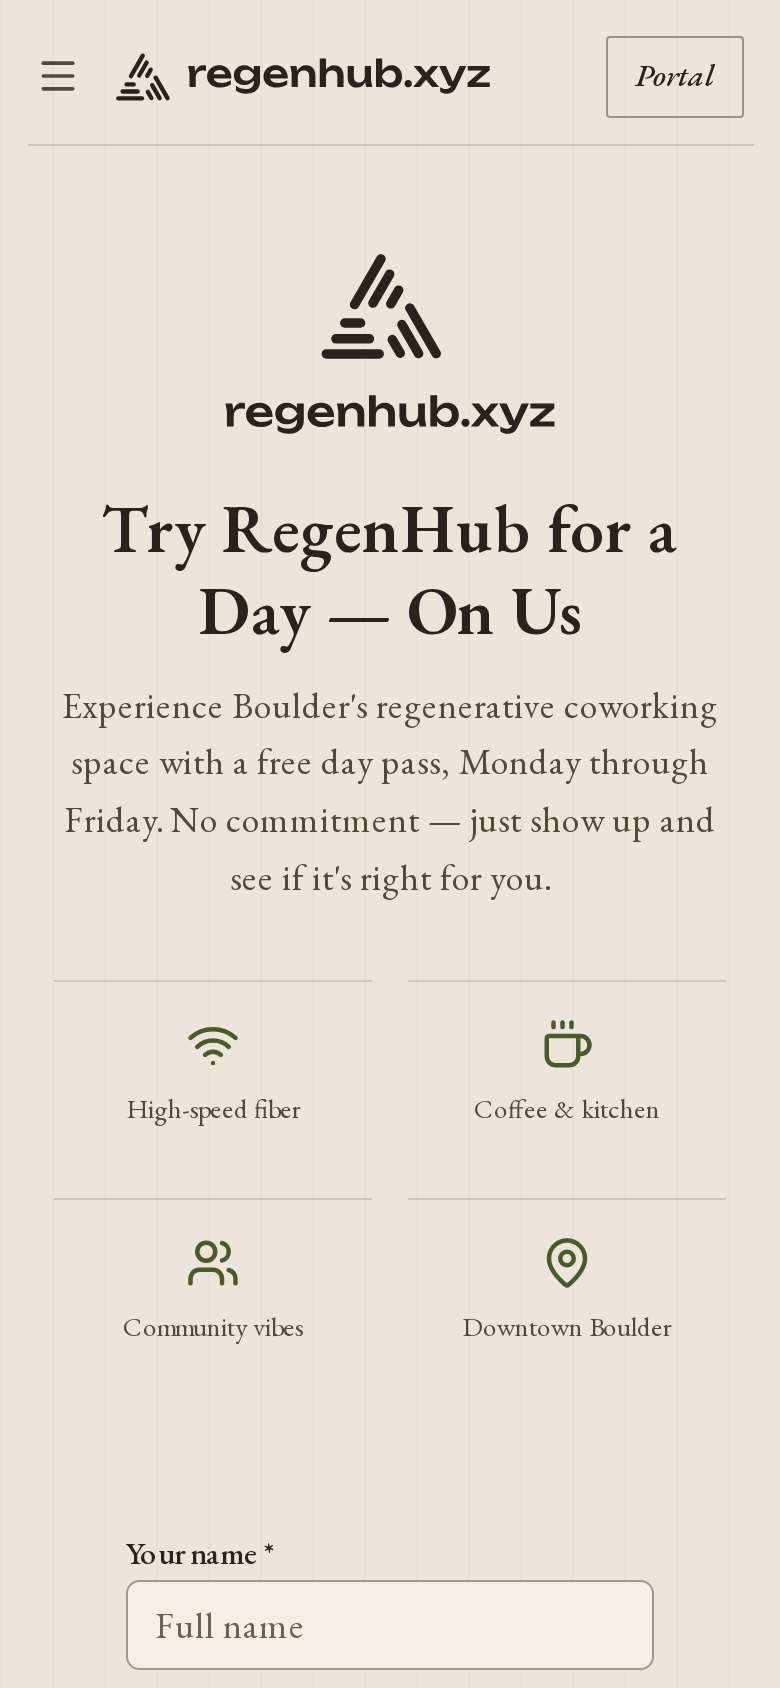 regenhub.xyz
Portal
regenhub.xyz
Try RegenHub for a
Day — On Us
Experience Boulder's regenerative coworking
space with a free day pass, Monday through
Friday. No commitment — just show up and
see if it's right for you.
High-speed fiber
Coffee & kitchen
Community vibes
Downtown Boulder
Your name *
Full name